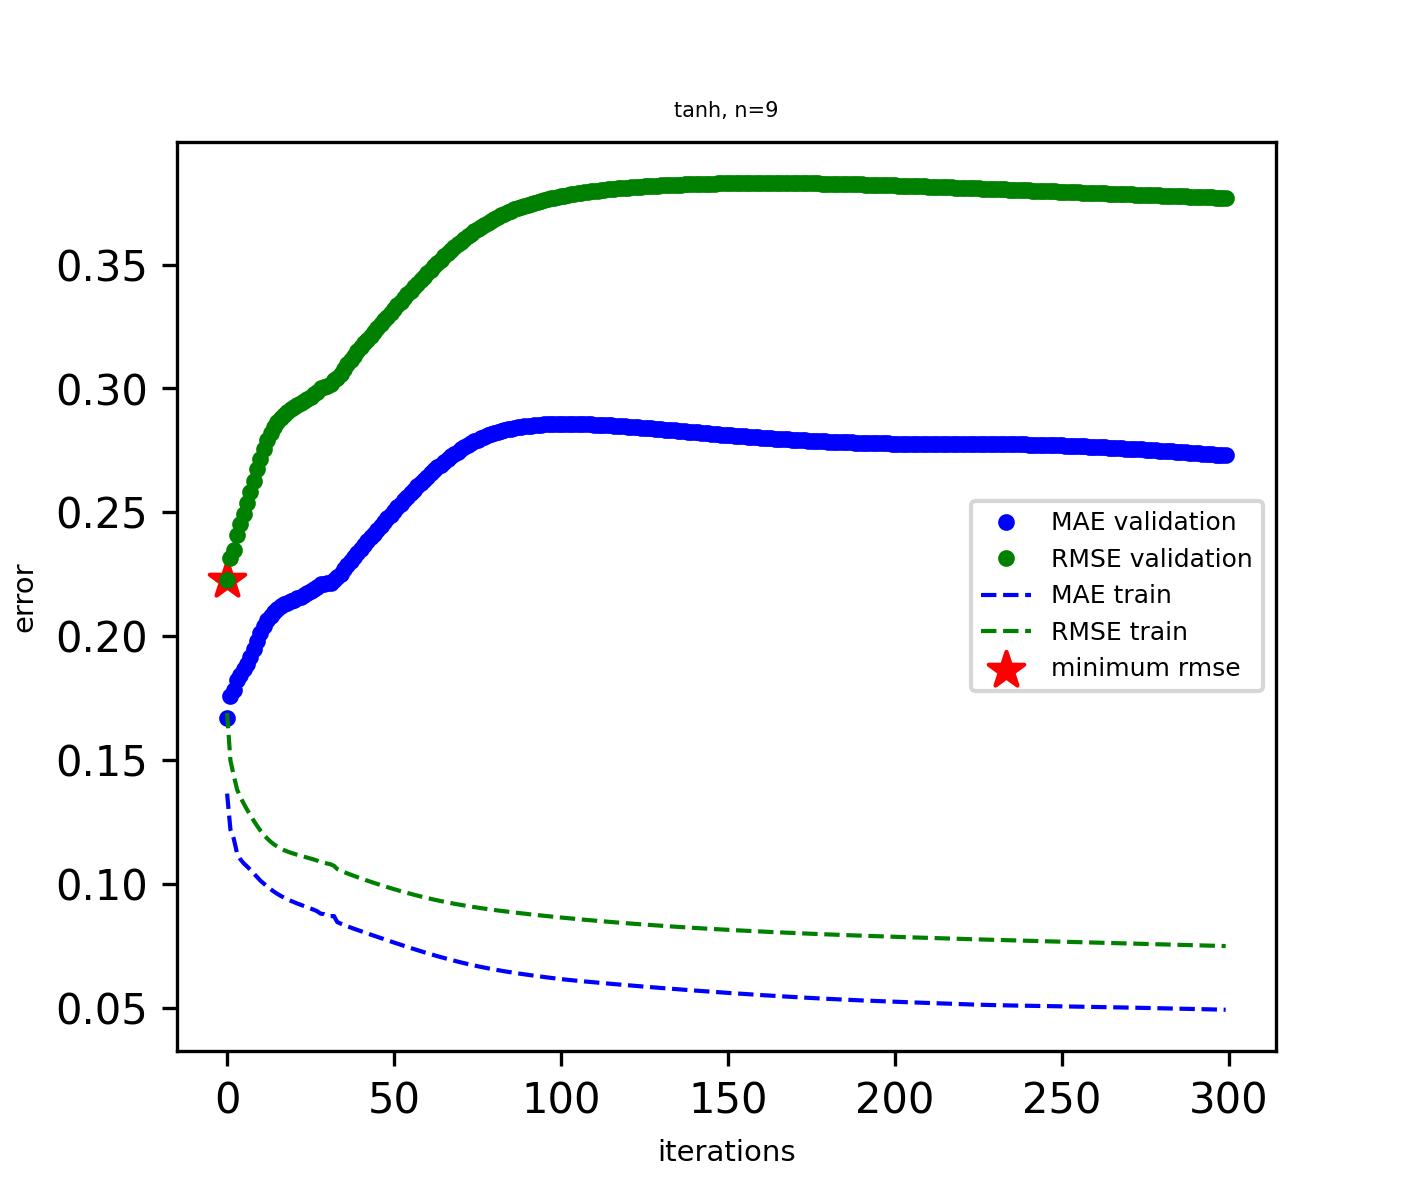 tanh, n=9
error
0.35
0.30
0.25
0.20
0.15
0.10
0.05
MAE validation
RMSE validation
MAE train
RMSE train
minimum rmse
0 50 100 150 200 250 300
iterations